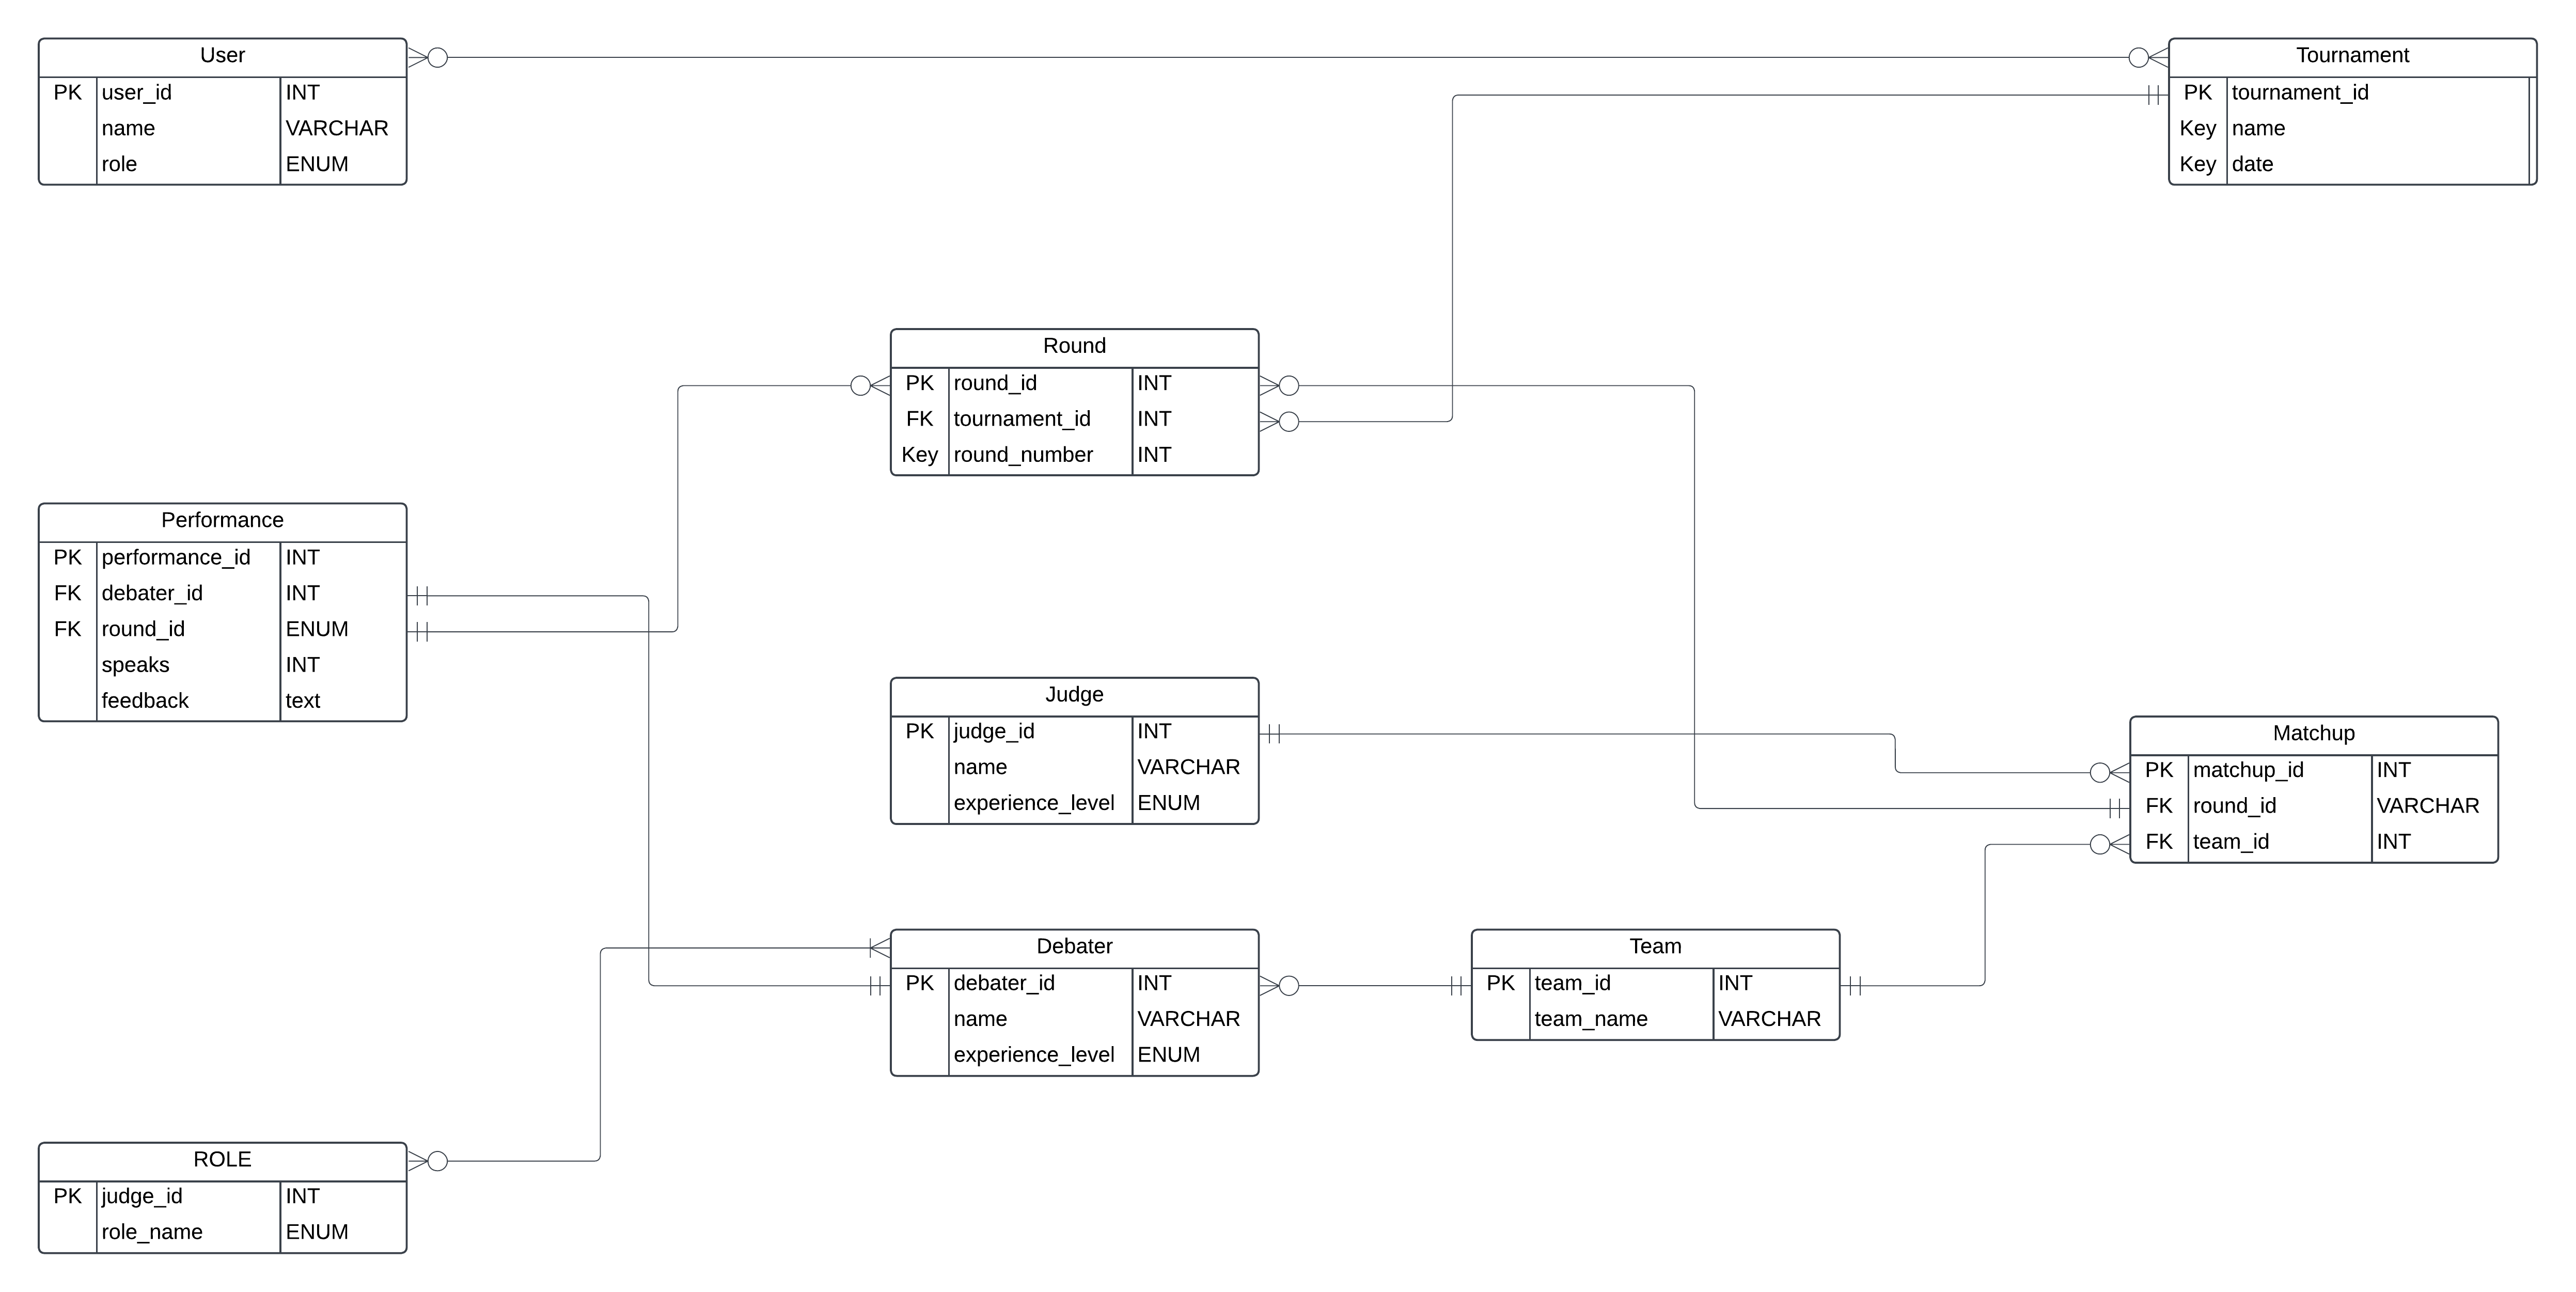 User
PK user_id INT
name VARCHAR
role ENUM
Tournament
PK tournament_id
Key name
Key date
Round
PK round_id INT
FK tournament_id INT
Key round_number INT
Performance
PK performance_id INT
FK debater_id INT
FK round_id ENUM
speaks INT
feedback text
Judge
PK judge_id INT
name VARCHAR
experience_level ENUM
Matchup
PK matchup_id INT
FK round_id VARCHAR
FK team_id INT
Debater
PK debater_id INT
name VARCHAR
experience_level ENUM
Team
PK team_id INT
team_name VARCHAR
ROLE
PK judge_id INT
role_name ENUM